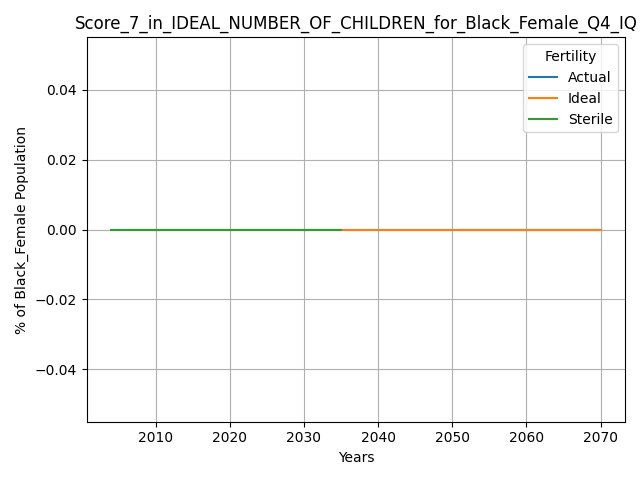 Score_7_in_IDEAL_NUMBER_OF_CHILDREN_for_Black_Female_Q4_IQ
Fertility
Actual
Ideal
Sterile
% of Black_Female Population
0.04
0.02
0.00
−0.02
−0.04
2010 2020 2030 2040 2050 2060 2070
Years